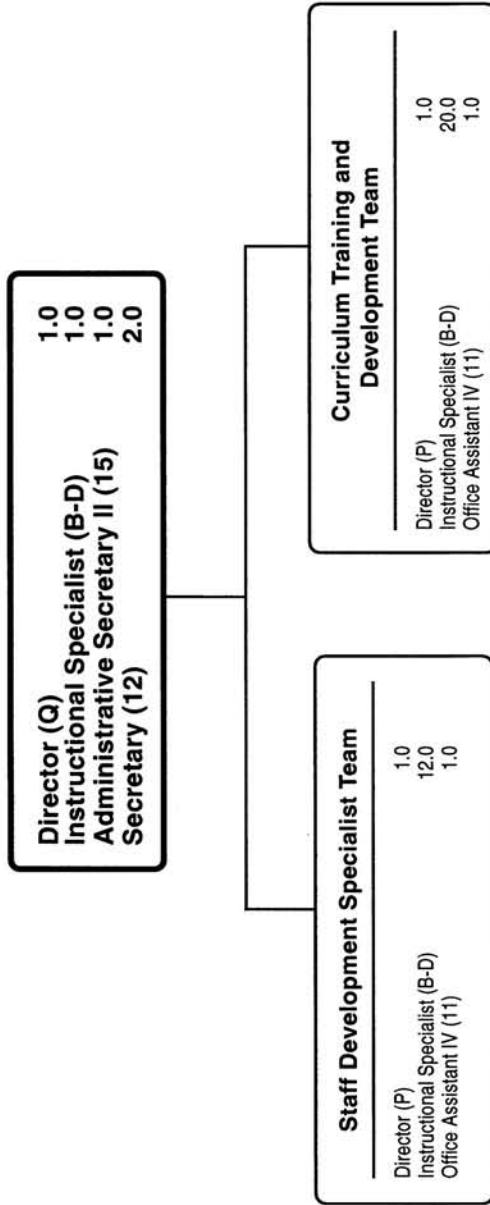 Director (Q) 1.0
Instructional Specialist (B-D) 1.0
Administrative Secretary II (15) 1.0
Secretary (12) 2.0
Staff Development Specialist Team
Director (P) 1.0
Instructional Specialist (B-D) 12.0
Office Assistant IV (11) 1.0
Curriculum Training and
Development Team
Director (P) 1.0
Instructional Specialist (B-D) 20.0
Office Assistant IV (11) 1.0